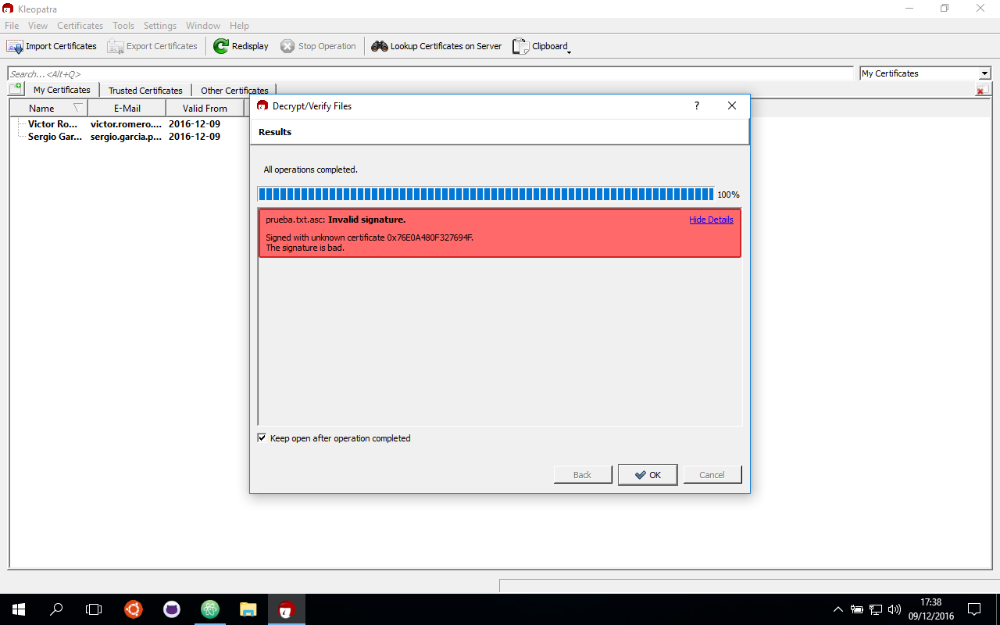 Kleopatra
File View Certificates Tools Settings Window Help
Import Certificates Export Certificates Redisplay Stop Operation Lookup Certificates on Server Clipboard
Search...<Alt+Q> My Certificates
My Certificates Trusted Certificates Other Certificates
Name E-Mail Valid From
Victor Ro... victor.romero.... 2016-12-09
Sergio Gar... sergio.garcia.p... 2016-12-09
Decrypt/Verify Files ?
Results
All operations completed.
100%
prueba.txt.asc: Invalid signature. Hide Details
Signed with unknown certificate 0x76E0A480F327694F.
The signature is bad.
Keep open after operation completed
Back OK Cancel
17:38
09/12/2016